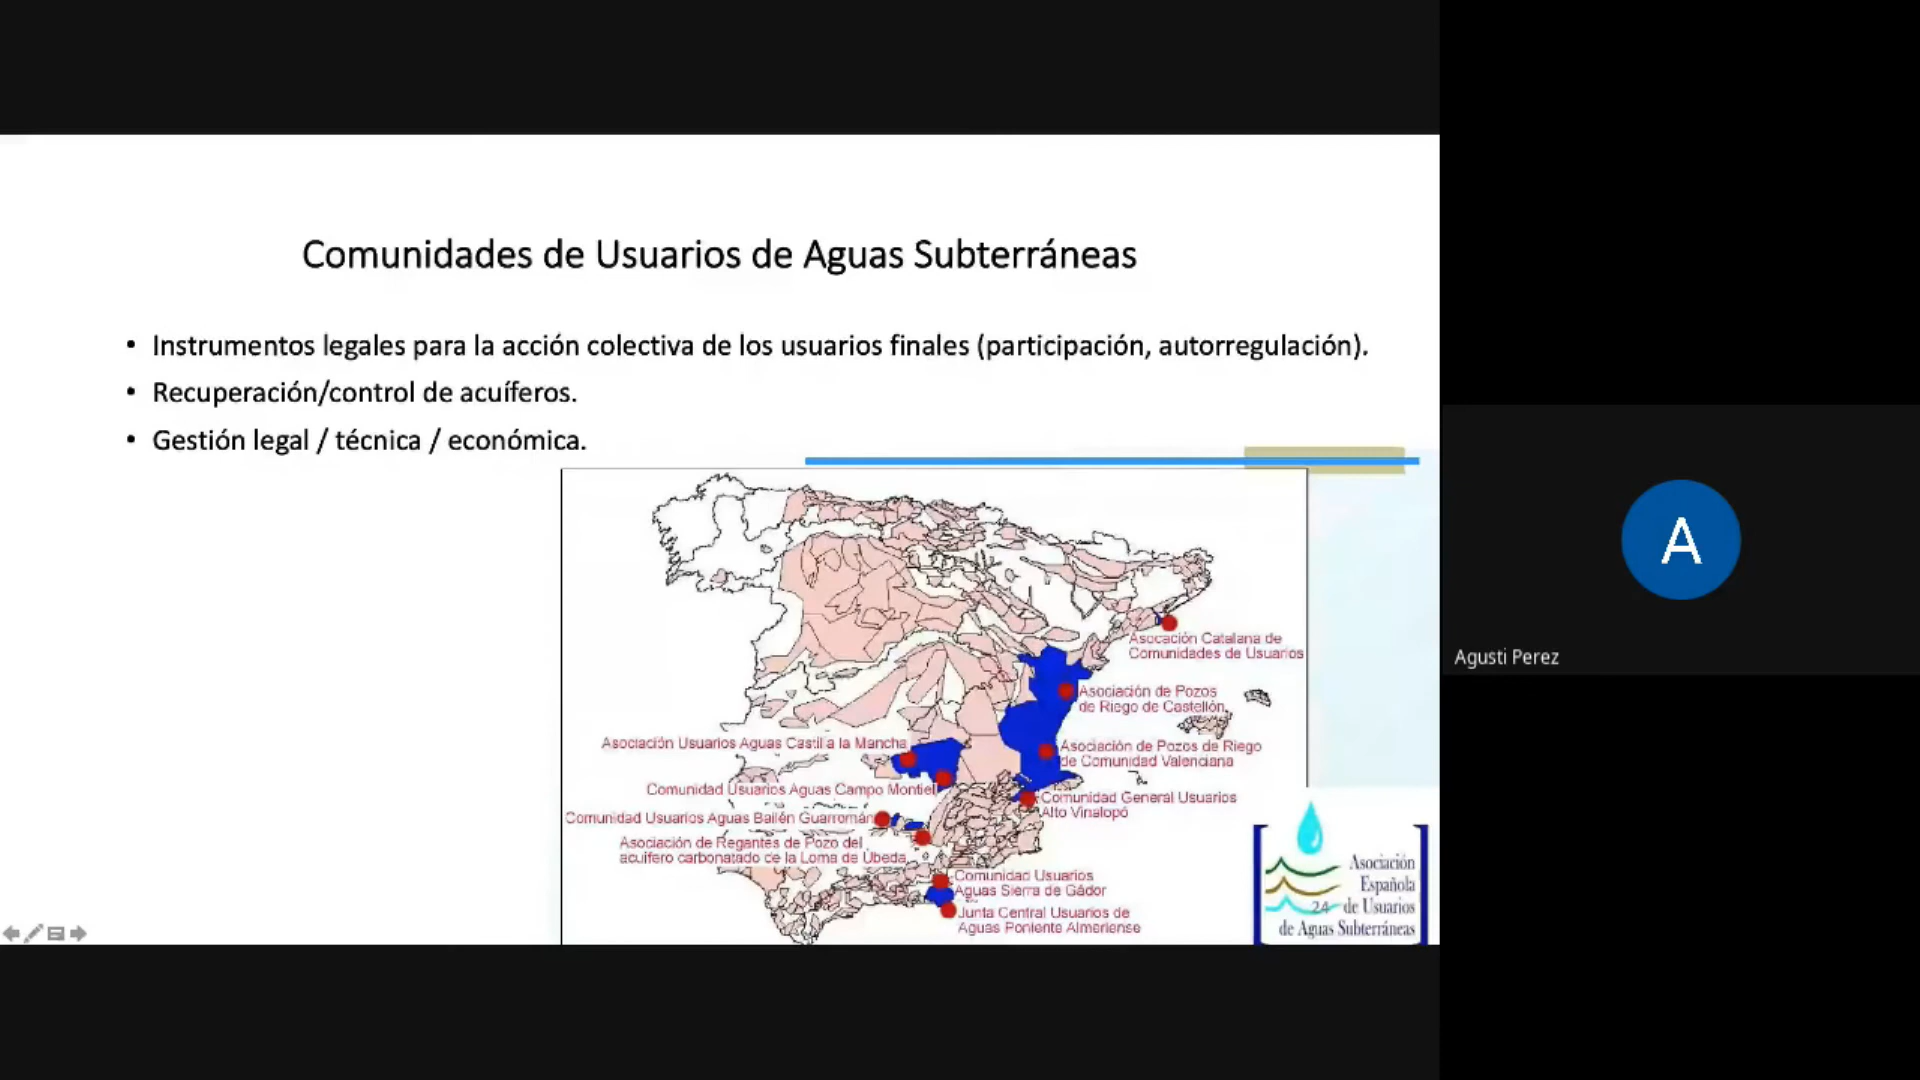 Comunidades de Usuarios de Aguas Subterráneas
• Instrumentos legales para la acción colectiva de los usuarios finales (participación, autorregulación).
• Recuperación/control de acuíferos.
• Gestión legal / técnica / económica.
Asocación Catalana de
Comunidades de Usuarios
Asociación de Pozos
de Riego de Castellón
Asociación Usuarios Aguas Castilla la Mancha
Asociación de Pozos de Riego
de Comunidad Valenciana
Comunidad Usuarios Aguas Campo Montiel
Comunidad General Usuarios
Alto Vinalopó
Comunidad Usuarios Aguas Bailén Guarromán
Asociación de Regantes de Pozo del
acuífero carbonatado de la Loma de Úbeda
Comunidad Usuarios
Aguas Sierra de Gádor
Junta Central Usuarios de
Aguas Poniente Almeriense
Asociación
Española
24
de Usuarios
de Aguas Subterráneas
A
Agusti Perez